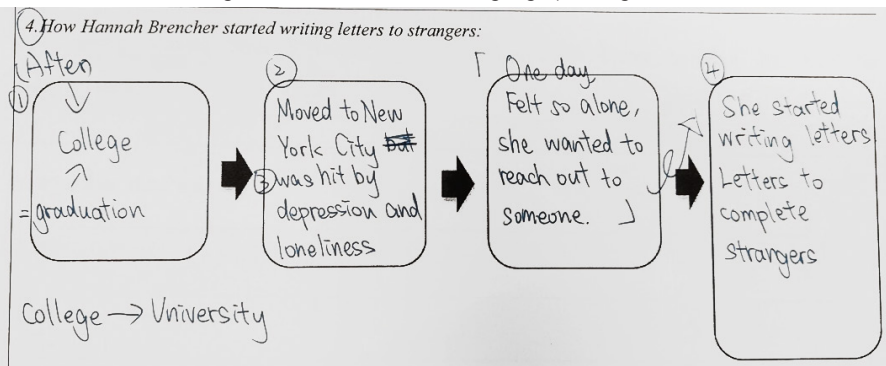 4. How Hannah Brencher started writing letters to strangers:
After
①
College
= graduation
②
Moved to New
York City but
③ was hit by
depression and
loneliness
「 One day
Felt so alone,
she wanted to
reach out to
someone. 」
④
She started
writing letters
Letters to
complete
strangers
College → University